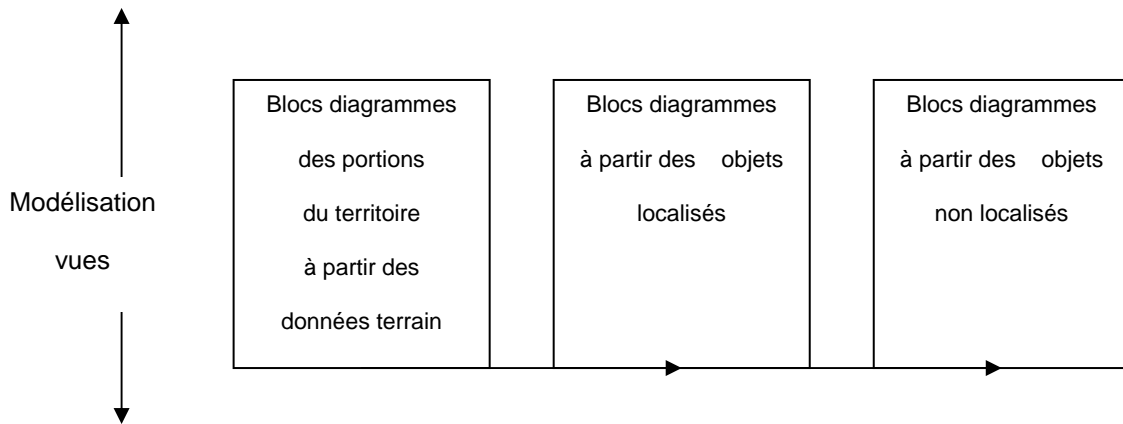 Modélisation
vues
Blocs diagrammes
des portions
du territoire
à partir des
données terrain
Blocs diagrammes
à partir des objets
localisés
Blocs diagrammes
à partir des objets
non localisés